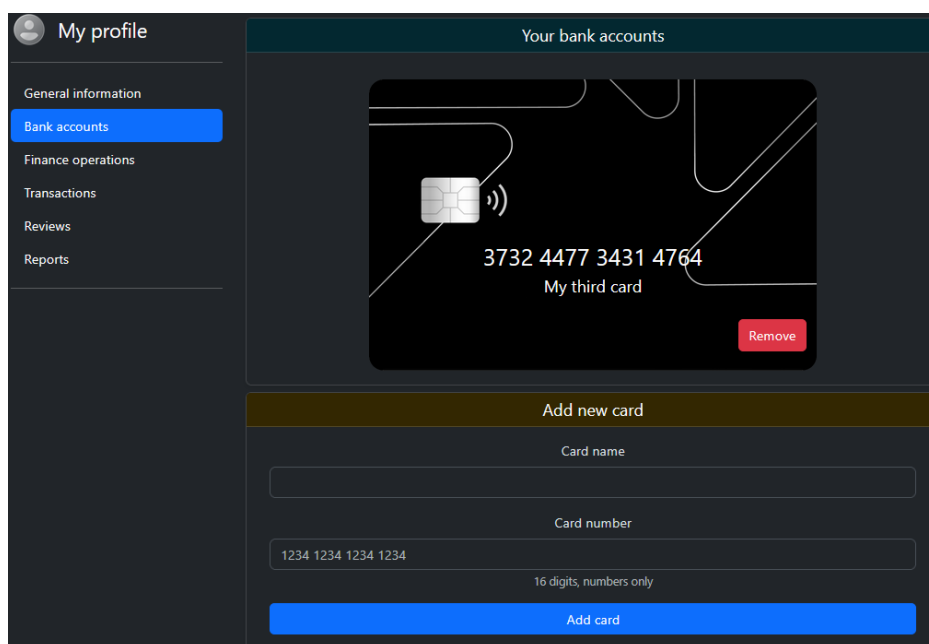 My profile
General information
Bank accounts
Finance operations
Transactions
Reviews
Reports
Your bank accounts
3732 4477 3431 4764
My third card
Remove
Add new card
Card name
Card number
1234 1234 1234 1234
16 digits, numbers only
Add card